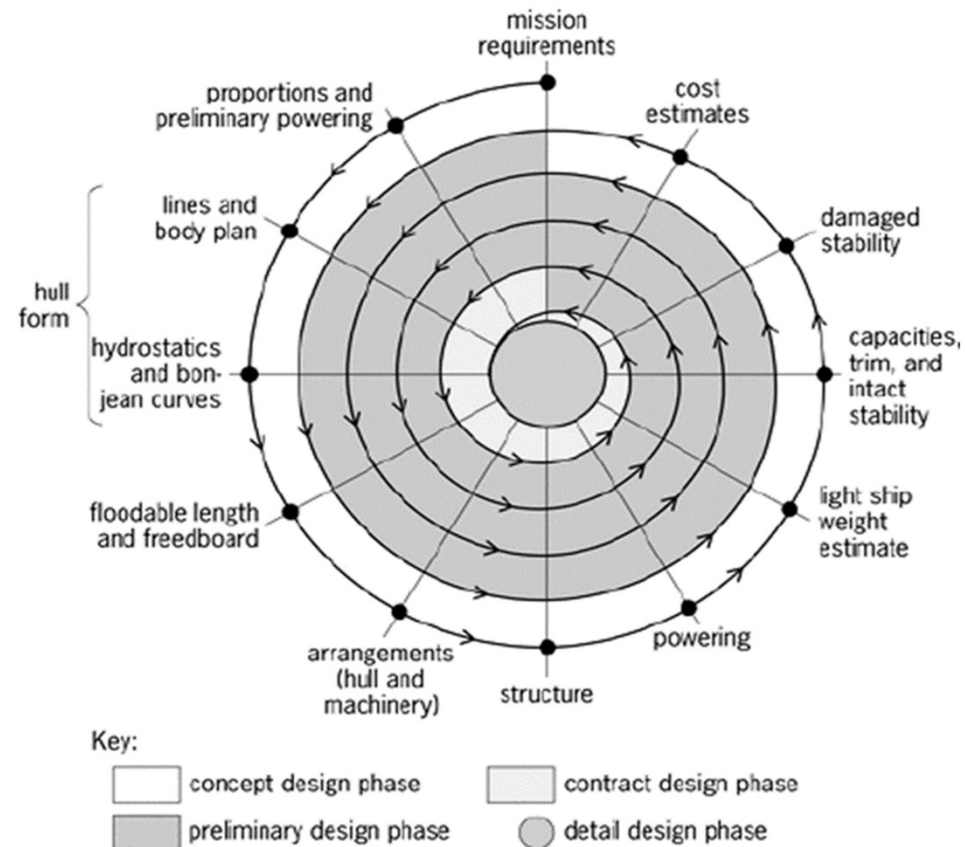 mission
requirements
cost
estimates
proportions and
preliminary powering
lines and
body plan
damaged
stability
hull
form
hydrostatics
and bon-
jean curves
capacities,
trim, and
intact
stability
floodable length
and freedboard
light ship
weight
estimate
arrangements
(hull and
machinery)
structure
powering
Key:
concept design phase
contract design phase
preliminary design phase
detail design phase